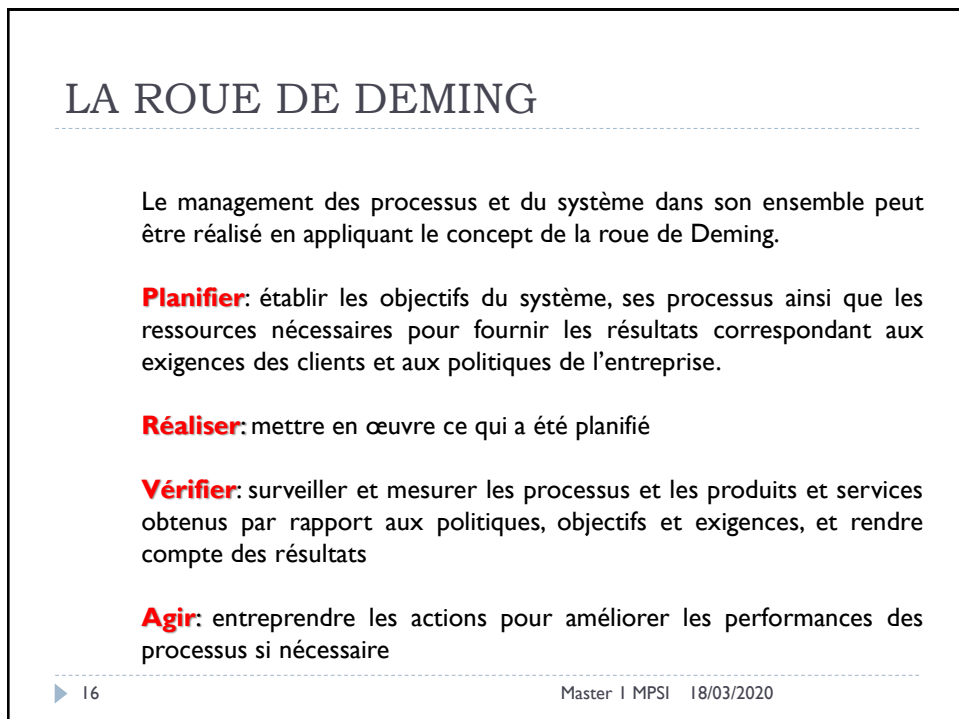 LA ROUE DE DEMING
Le management des processus et du système dans son ensemble peut
être réalisé en appliquant le concept de la roue de Deming.
Planifier: établir les objectifs du système, ses processus ainsi que les
ressources nécessaires pour fournir les résultats correspondant aux
exigences des clients et aux politiques de l’entreprise.
Réaliser: mettre en œuvre ce qui a été planifié
Vérifier: surveiller et mesurer les processus et les produits et services
obtenus par rapport aux politiques, objectifs et exigences, et rendre
compte des résultats
Agir: entreprendre les actions pour améliorer les performances des
processus si nécessaire
16 Master 1 MPSI 18/03/2020